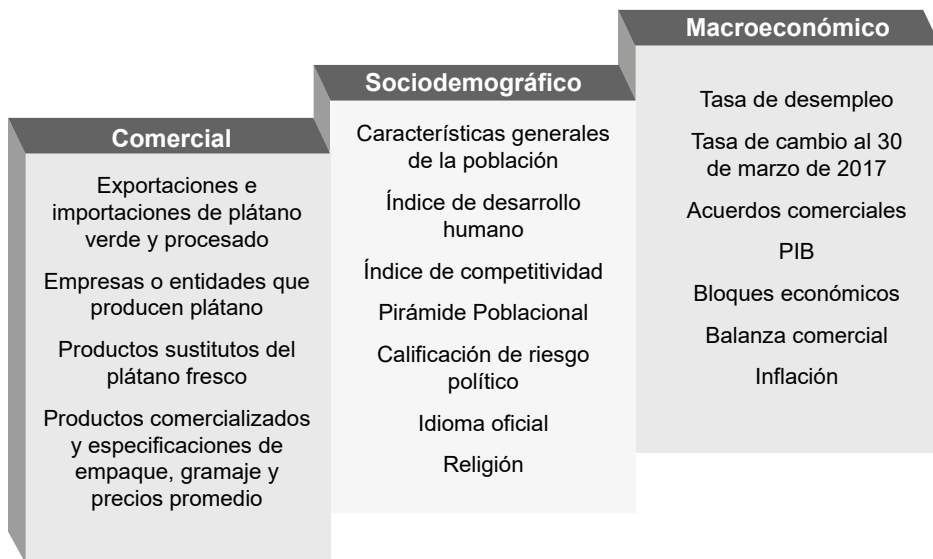 Comercial
Exportaciones e
importaciones de plátano
verde y procesado
Empresas o entidades que
producen plátano
Productos sustitutos del
plátano fresco
Productos comercializados
y especificaciones de
empaque, gramaje y
precios promedio
Sociodemográfico
Características generales
de la población
Índice de desarrollo
humano
Índice de competitividad
Pirámide Poblacional
Calificación de riesgo
político
Idioma oficial
Religión
Macroeconómico
Tasa de desempleo
Tasa de cambio al 30
de marzo de 2017
Acuerdos comerciales
PIB
Bloques económicos
Balanza comercial
Inflación